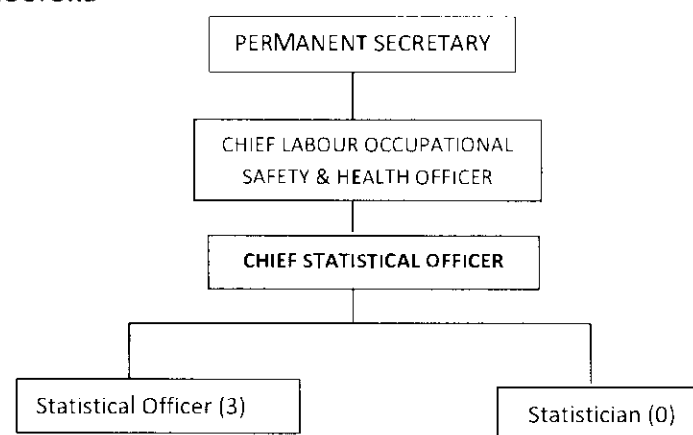 PERMANENT SECRETARY
CHIEF LABOUR OCCUPATIONAL
SAFETY & HEALTH OFFICER
CHIEF STATISTICAL OFFICER
Statistical Officer (3)
Statistician (0)